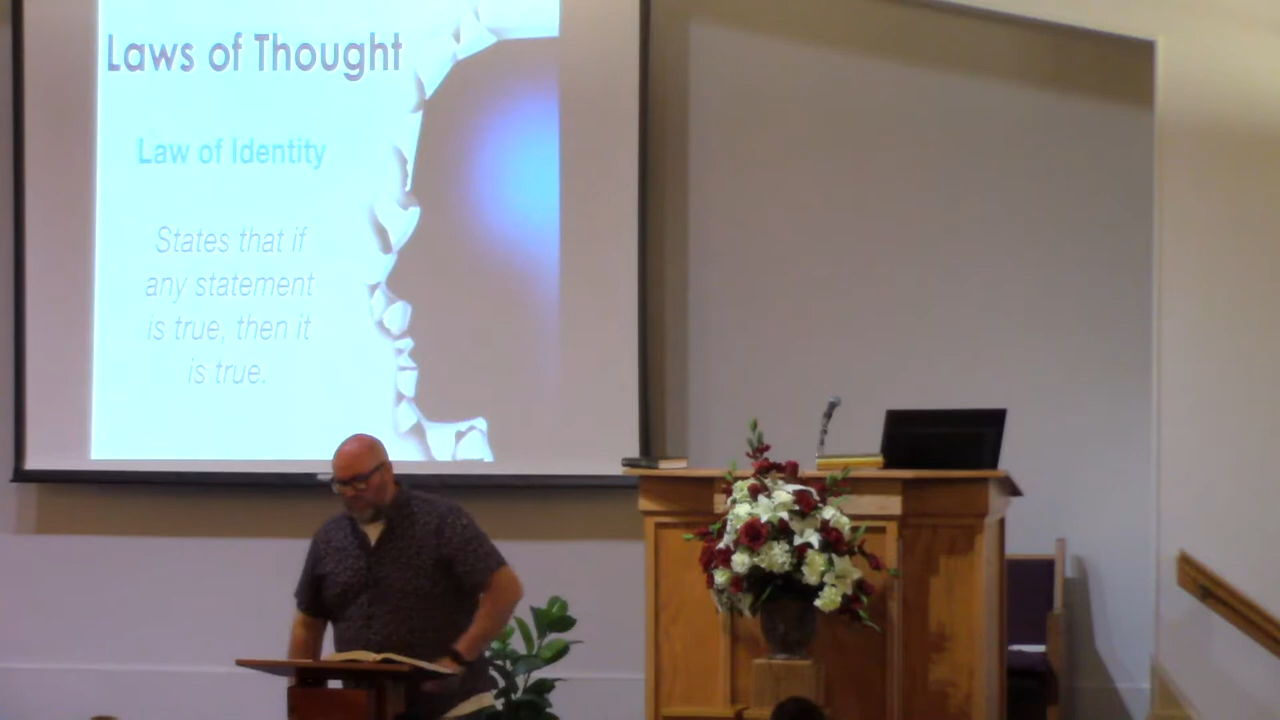 Laws of Thought
Law of Identity
States that if
any statement
is true, then it
is true.